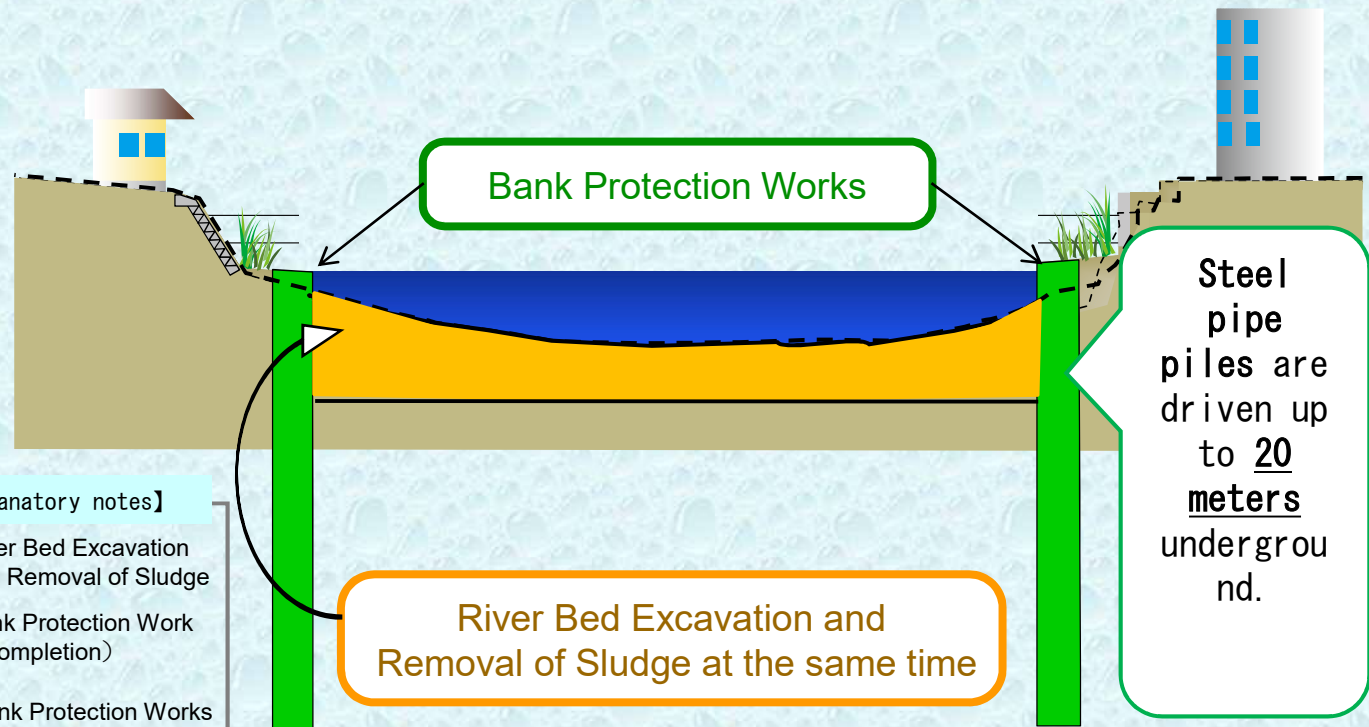 Bank Protection Works
Steel
pipe
piles are
driven up
to 20
meters
undergrou
nd.
anatory notes】
er Bed Excavation
Removal of Sludge
nk Protection Work
ompletion）
nk Protection Works
River Bed Excavation and
Removal of Sludge at the same time